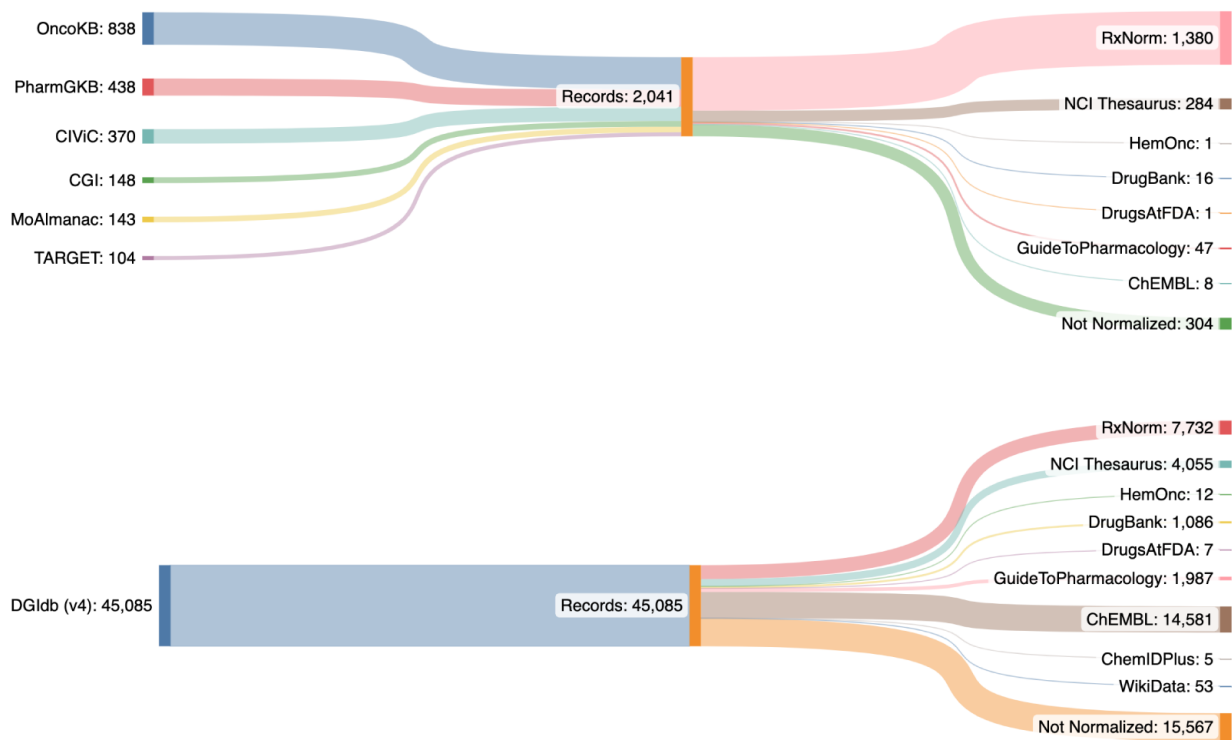 OncoKB: 838
PharmGKB: 438
CIViC: 370
CGI: 148
MoAlmanac: 143
TARGET: 104
Records: 2,041
RxNorm: 1,380
NCI Thesaurus: 284
HemOnc: 1
DrugBank: 16
DrugsAtFDA: 1
GuideToPharmacology: 47
ChEMBL: 8
Not Normalized: 304
DGIdb (v4): 45,085
Records: 45,085
RxNorm: 7,732
NCI Thesaurus: 4,055
HemOnc: 12
DrugBank: 1,086
DrugsAtFDA: 7
GuideToPharmacology: 1,987
ChEMBL: 14,581
ChemIDPlus: 5
WikiData: 53
Not Normalized: 15,567